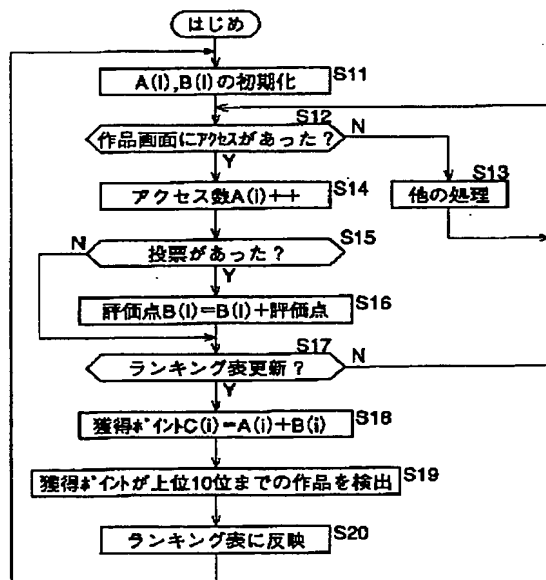 はじめ
A(i),B(i)の初期化 S11
作品画面にアクセスがあった? S12
N
Y
アクセス数A(i)++ S14
他の処理 S13
投票があった? S15
N
Y
評価点B(i)=B(i)+評価点 S16
ランキング表更新? S17
N
Y
獲得ポイントC(i)=A(i)+B(i) S18
獲得ポイントが上位10位までの作品を検出 S19
ランキング表に反映 S20